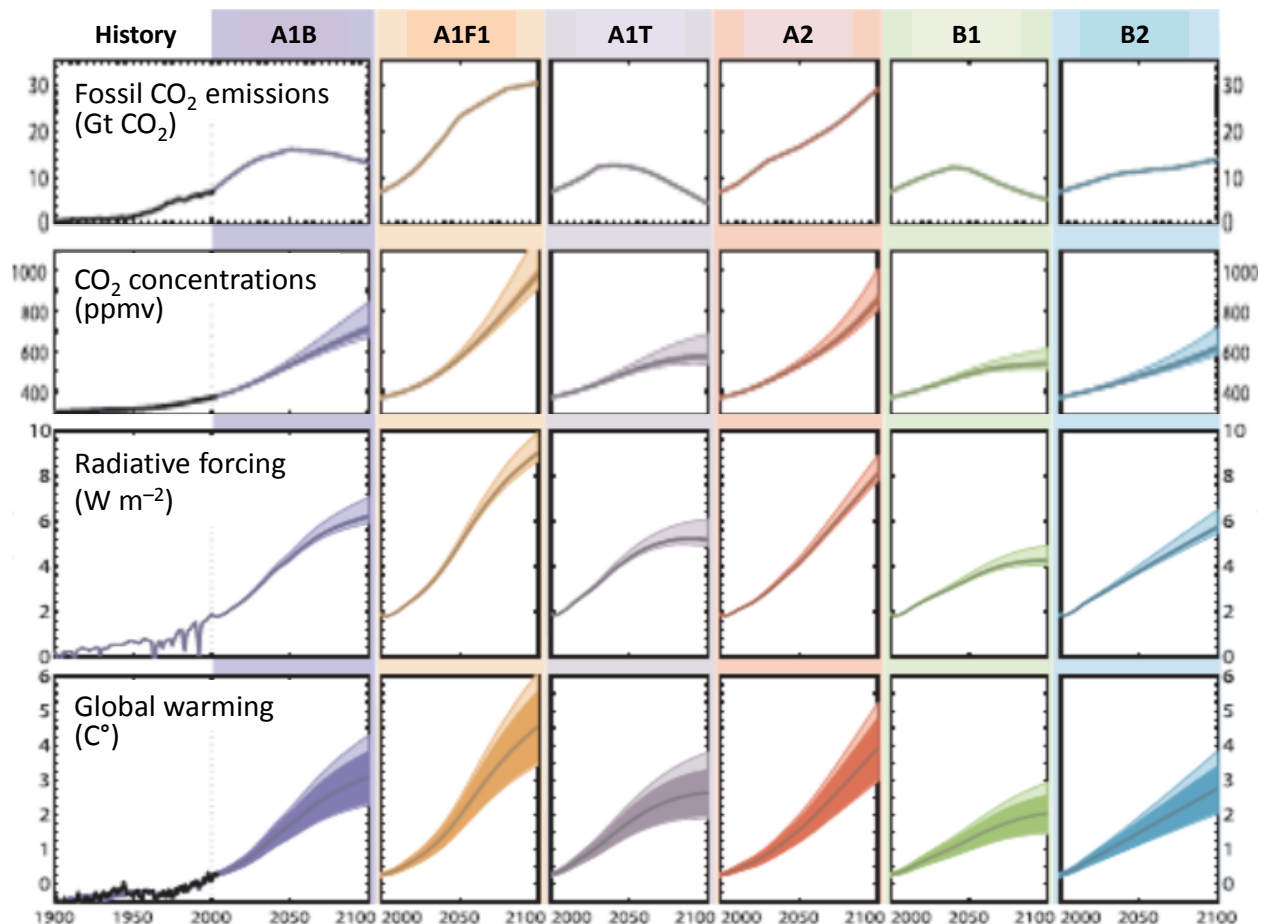 History A1B A1F1 A1T A2 B1 B2
30 Fossil CO₂ emissions 30
(Gt CO₂)
20 20
10 10
0 0
1000 CO₂ concentrations 1000
(ppmv)
800 800
600 600
400 400
10 10
Radiative forcing
(W m⁻²)
8 8
6 6
4 4
2 2
0 0
6 6
5 Global warming 5
(C°)
4 4
3 3
2 2
1 1
0 0
1900 1950 2000 2050 2100 2000 2050 2100 2000 2050 2100 2000 2050 2100 2000 2050 2100 2000 2050 2100